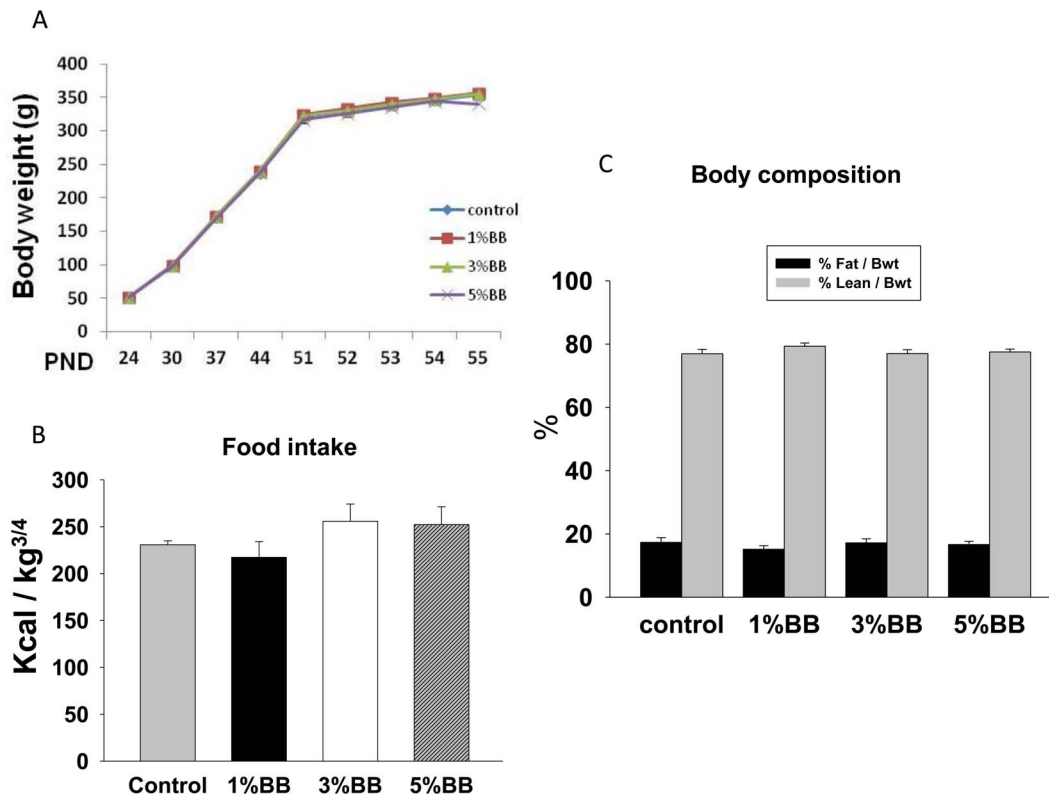 A
Body weight (g)
400
350
300
250
200
150
100
50
0
control
1%BB
3%BB
5%BB
PND 24 30 37 44 51 52 53 54 55
B
Food intake
Kcal / kg3/4
300
250
200
150
100
50
0
Control 1%BB 3%BB 5%BB
C
Body composition
% Fat / Bwt
% Lean / Bwt
%
100
80
60
40
20
0
control 1%BB 3%BB 5%BB